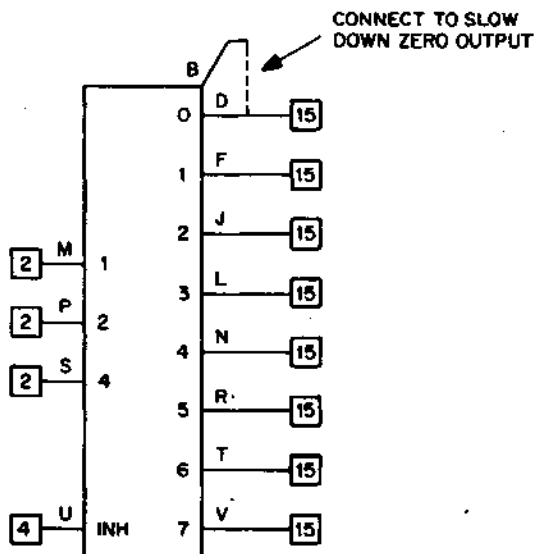 CONNECT TO SLOW
DOWN ZERO OUTPUT
B
0 D 15
1 F 15
2 J 15
2 M 1
3 L 15
2 P 2
4 N 15
2 S 4
5 R 15
6 T 15
4 U INH 7 V 15